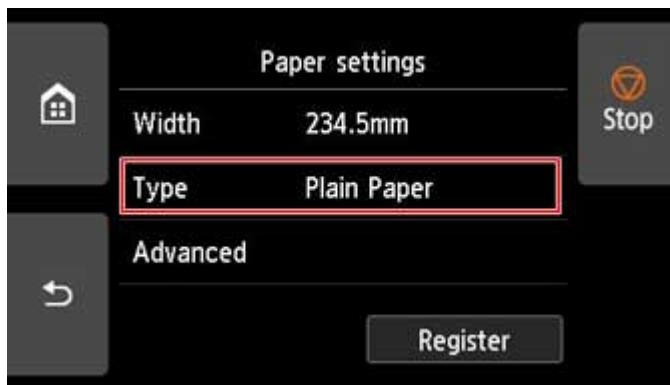 Paper settings
Stop
Width 234.5mm
Type Plain Paper
Advanced
Register